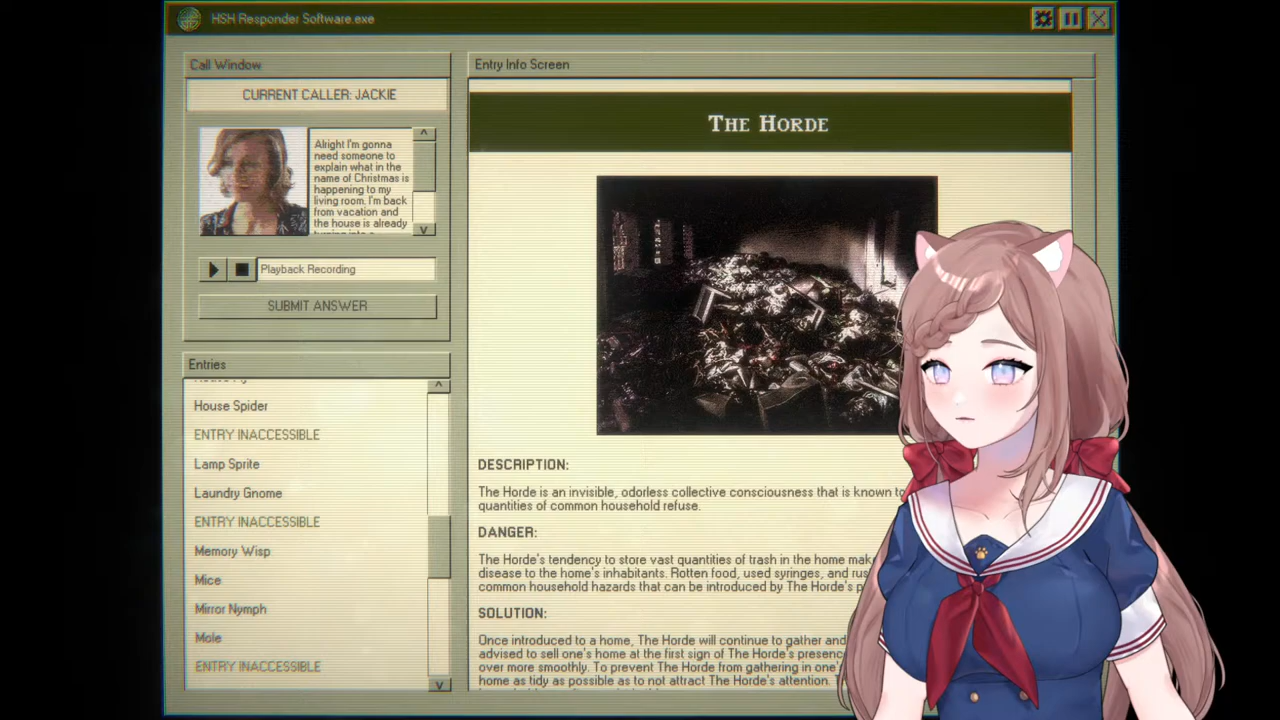 HSH Responder Software.exe
Call Window
CURRENT CALLER: JACKIE
Alright I'm gonna
need someone to
explain what in the
name of Christmas is
happening to my
living room. I'm back
from vacation and
the house is already
Playback Recording
SUBMIT ANSWER
Entries
House Spider
ENTRY INACCESSIBLE
Lamp Sprite
Laundry Gnome
ENTRY INACCESSIBLE
Memory Wisp
Mice
Mirror Nymph
Mole
ENTRY INACCESSIBLE
Entry Info Screen
THE HORDE
DESCRIPTION:
The Horde is an invisible, odorless collective consciousness that is known to
quantities of common household refuse.
DANGER:
The Horde's tendency to store vast quantities of trash in the home
disease to the home's inhabitants. Rotten food, used syringes, and
common household hazards that can be introduced by The Horde's
SOLUTION:
Once introduced to a home, The Horde will continue to gather and
advised to sell one's home at the first sign of The Horde's presence
over more smoothly. To prevent The Horde from gathering in one's
home as tidy as possible as to not attract The Horde's attention.